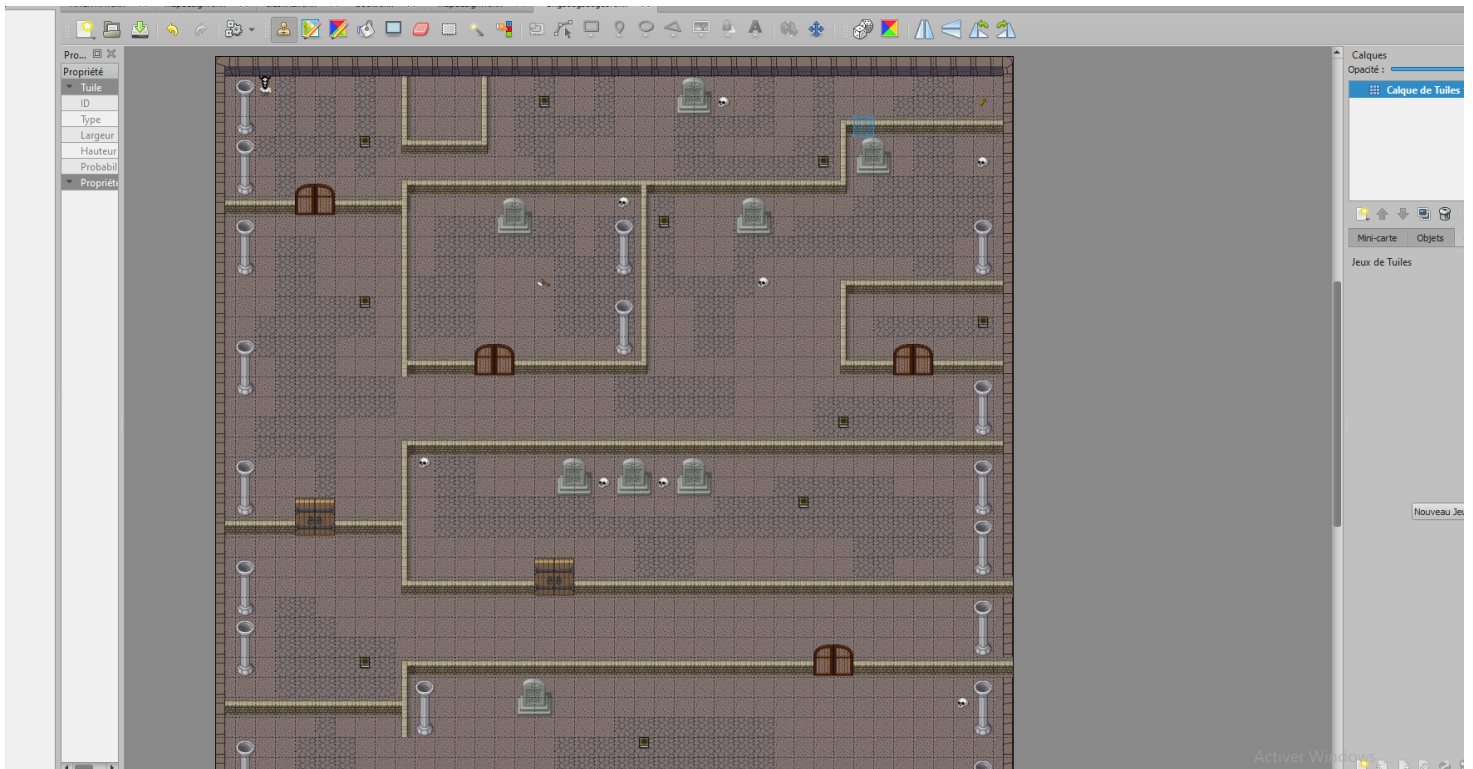 Pro...
Propriété
Tuile
ID
Type
Largeur
Hauteur
Probabil
Propriété
Calques
Opacité :
Calque de Tuiles
Mini-carte
Objets
Jeux de Tuiles
Nouveau Jeu
Activer Windows